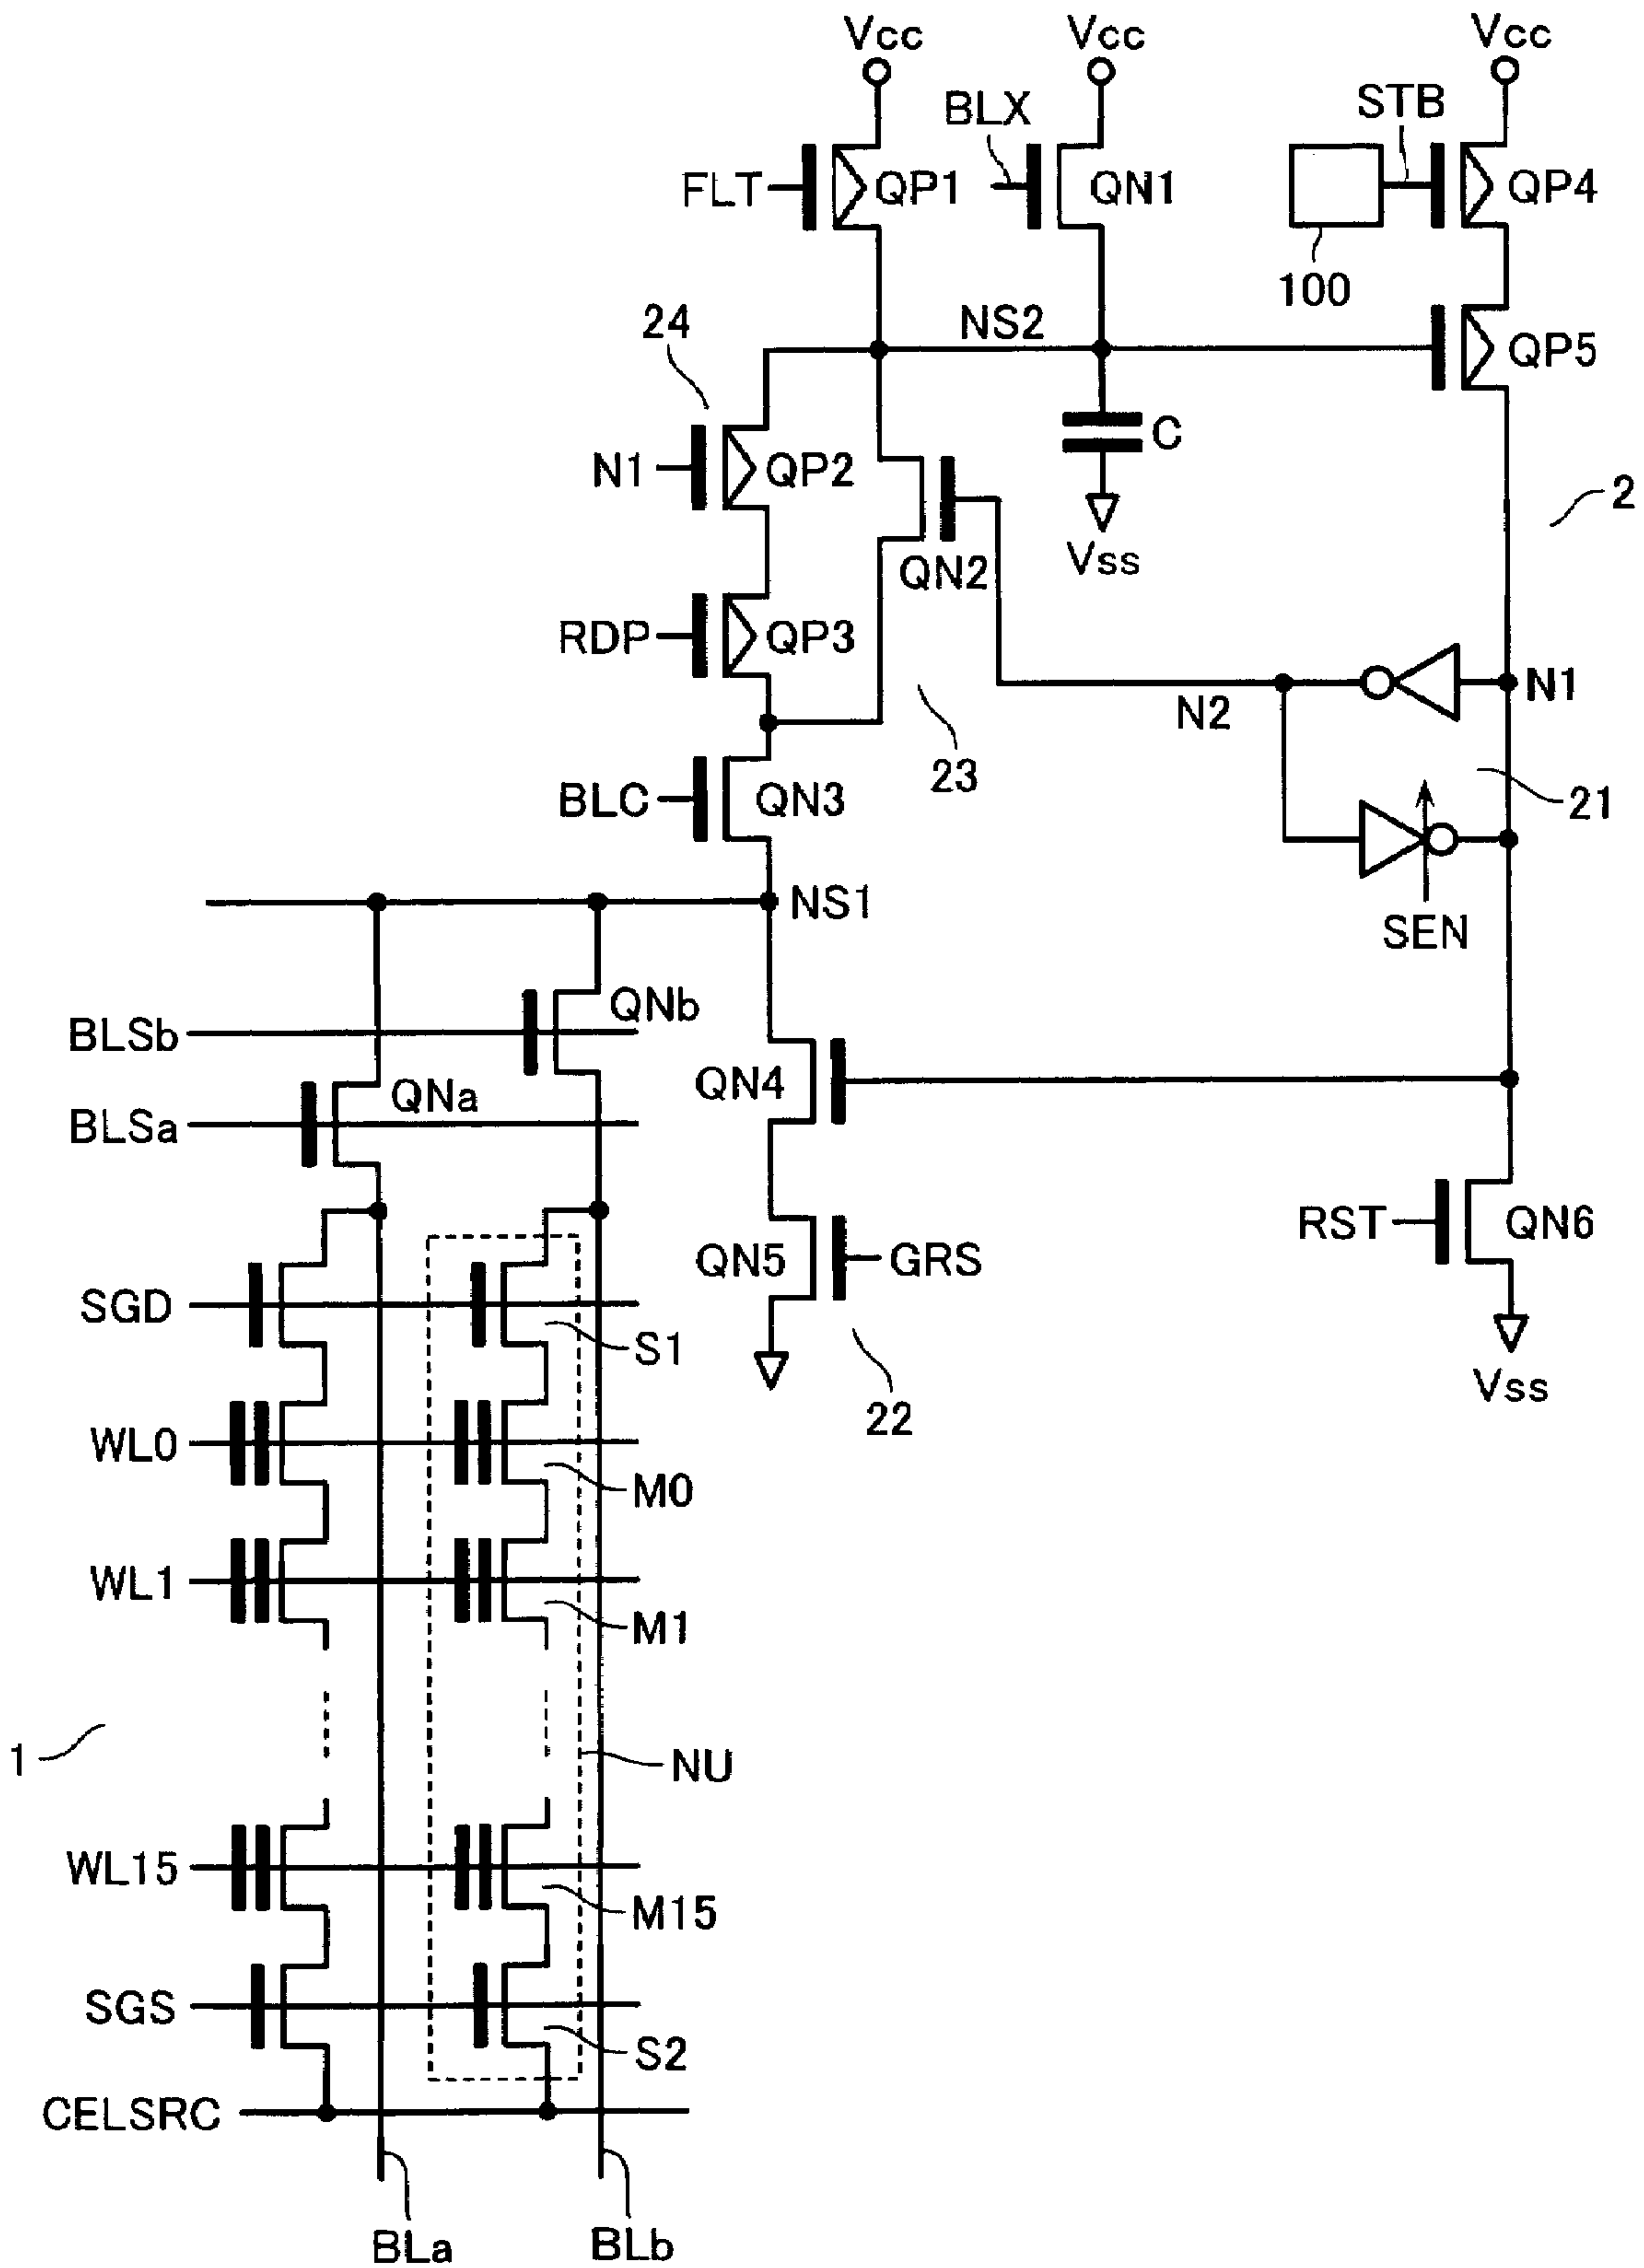 Vcc
Vcc
Vcc
BLX
STB
FLT
QP1
QN1
QP4
100
24
NS2
QP5
N1
QP2
C
2
QN2
Vss
RDP
QP3
N2
N1
23
BLC
QN3
21
NS1
SEN
BLSb
QNb
QN4
BLSa
QNa
RST
QN6
QN5
GRS
SGD
S1
Vss
22
WL0
M0
WL1
M1
1
NU
WL15
M15
SGS
S2
CELSRC
BLa
BLb